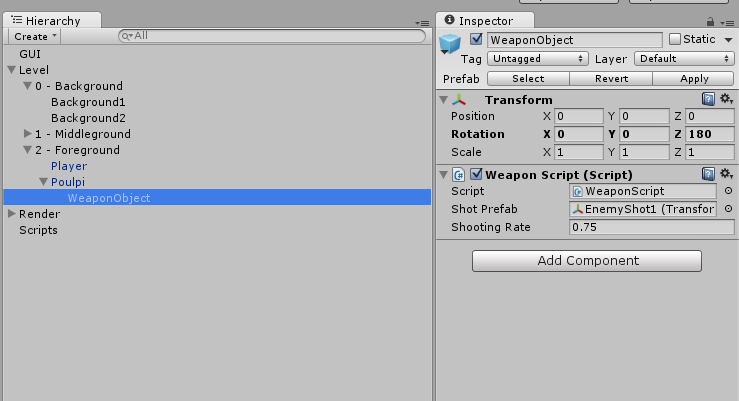 Hierarchy
Create
All
GUI
Level
0 - Background
Background1
Background2
1 - Middleground
2 - Foreground
Player
Poulpi
WeaponObject
Render
Scripts
Inspector
WeaponObject Static
Tag Untagged Layer Default
Prefab Select Revert Apply
Transform
Position X 0 Y 0 Z 0
Rotation X 0 Y 0 Z 180
Scale X 1 Y 1 Z 1
Weapon Script (Script)
Script WeaponScript
Shot Prefab EnemyShot1 (Transfor
Shooting Rate 0.75
Add Component